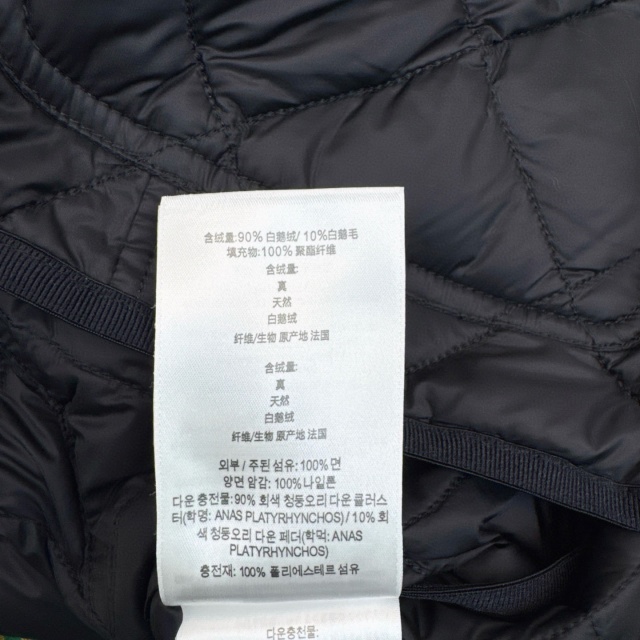 含绒量:90% 白鹅绒/ 10%白鹅毛
填充物:100% 聚酯纤维
含绒量:
真
天然
白鹅绒
纤维/生物 原产地 法国
含绒量:
真
天然
白鹅绒
纤维/生物 原产地 法国
외부 / 주된 섬유: 100% 면
양면 암감: 100% 나일론
다운 충전물: 90% 회색 청둥오리 다운 클러스
터(학명: ANAS PLATYRHYNCHOS) / 10% 회
색 청둥오리 다운 페더(학명: ANAS
PLATYRHYNCHOS)
충전재: 100% 폴리에스테르 섬유
다운 충전물: